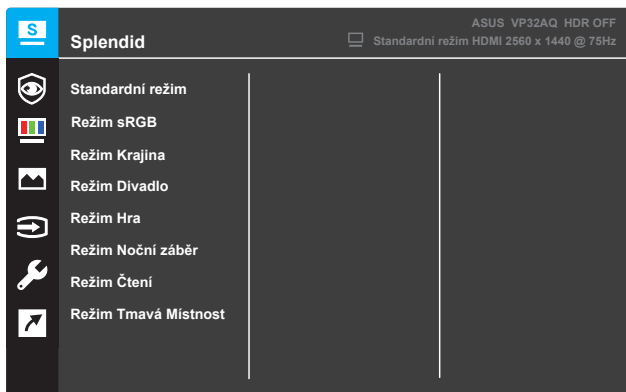 S
ASUS VP32AQ HDR OFF
Splendid
Standardní režim HDMI 2560 x 1440 @ 75Hz
Standardní režim
Režim sRGB
Režim Krajina
Režim Divadlo
Režim Hra
Režim Noční záběr
Režim Čtení
Režim Tmavá Místnost